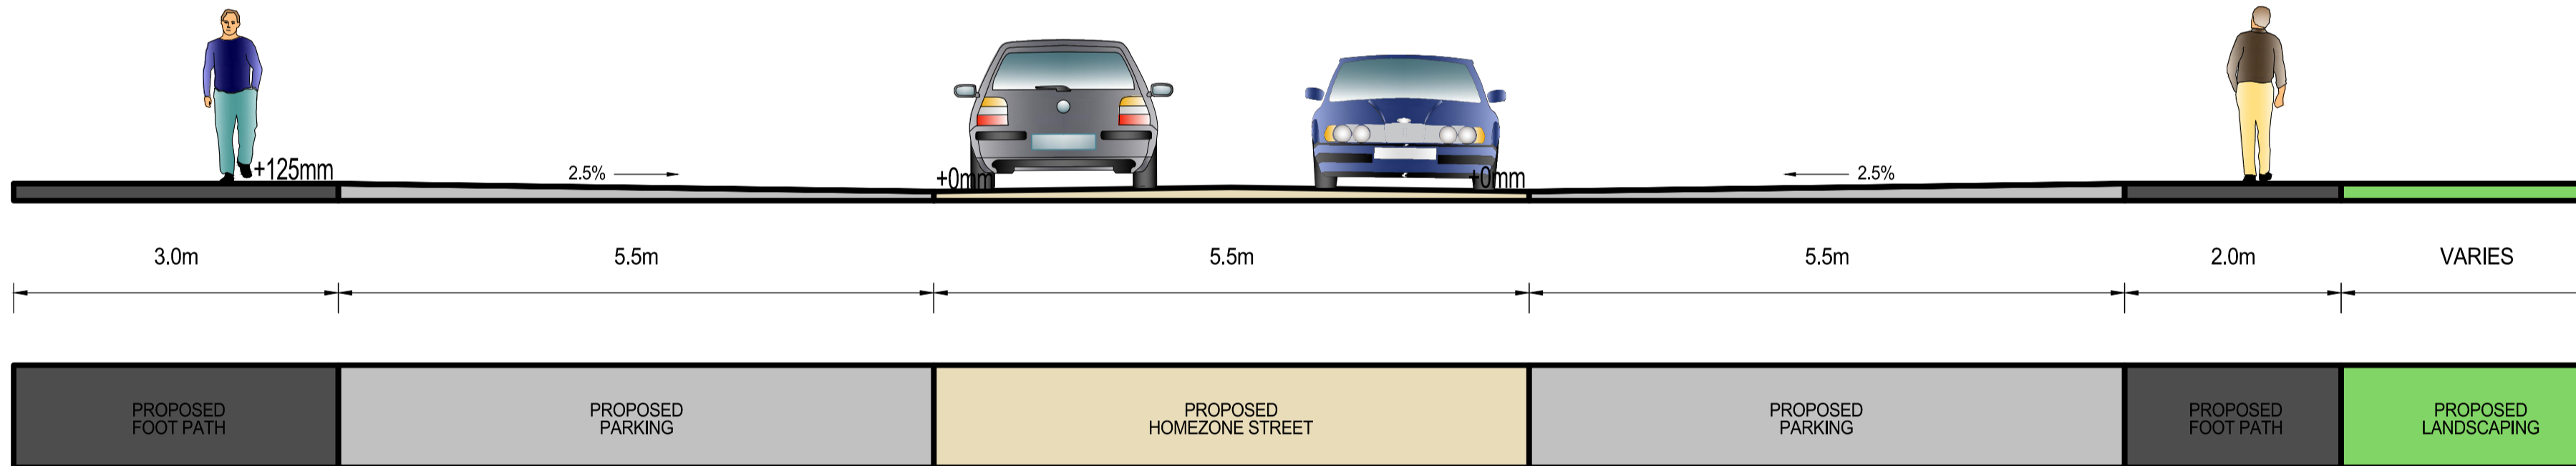 +125mm
2.5%
+0mm
+0mm
2.5%
3.0m
5.5m
5.5m
5.5m
2.0m
VARIES
PROPOSED
FOOT PATH
PROPOSED
PARKING
PROPOSED
HOMEZONE STREET
PROPOSED
PARKING
PROPOSED
FOOT PATH
PROPOSED
LANDSCAPING